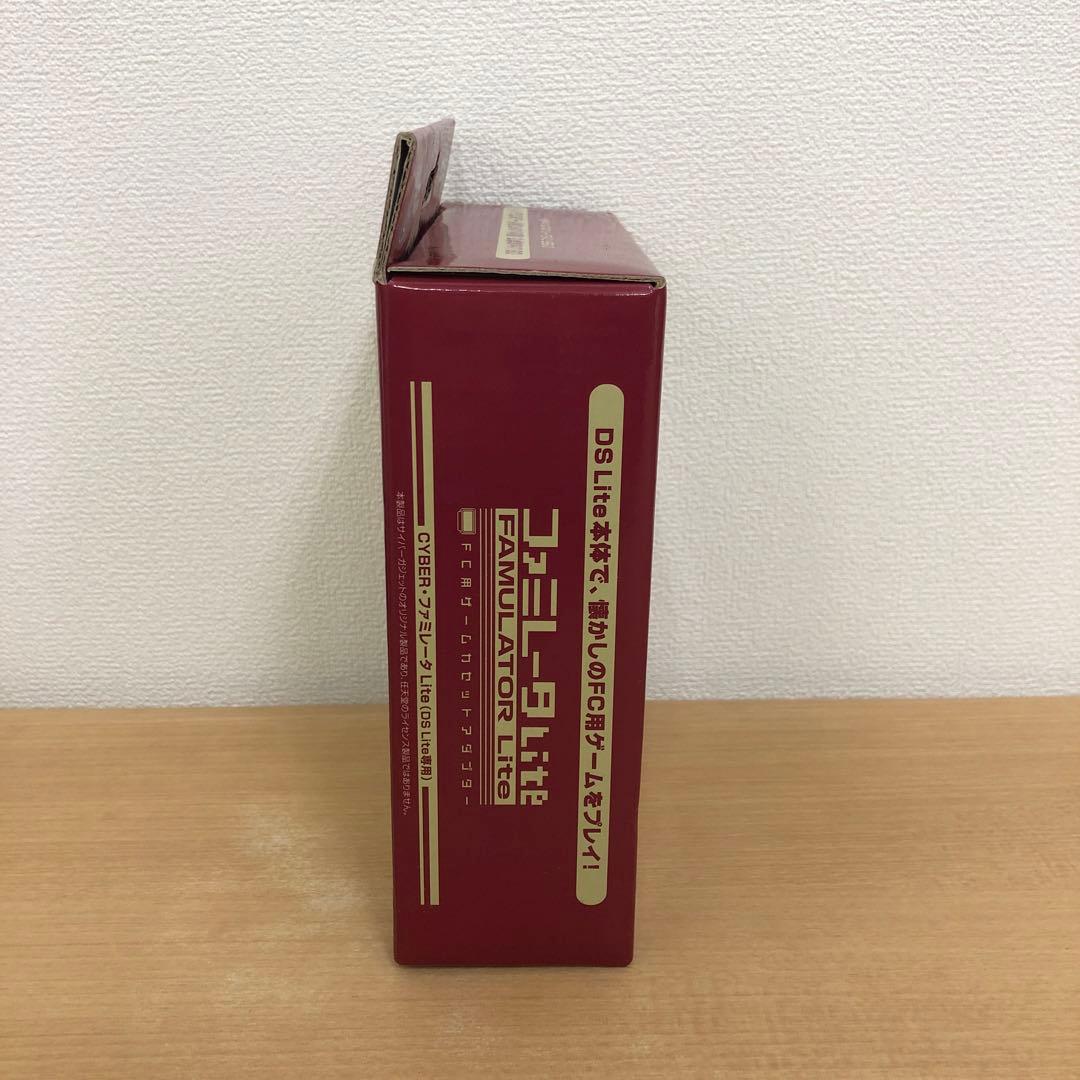 DS Lite本体で、懐かしのFC用ゲームをプレイ!
ファミレータLite
FAMULATOR Lite
FC用ゲームカセットアダプター
CYBER・ファミレータ Lite(DS Lite専用)
本製品はサイバーガジェットのオリジナル製品であり、任天堂のライセンス製品ではありません。